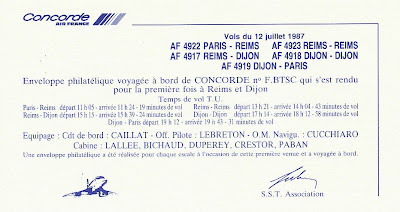 Concorde
AIR FRANCE
Vols du 12 juillet 1987
AF 4922 PARIS - REIMS AF 4923 REIMS - REIMS
AF 4917 REIMS - DIJON AF 4918 DIJON - DIJON
AF 4919 DIJON - PARIS
Enveloppe philatélique voyagée à bord de CONCORDE nº F.BTSC qui s'est rendu
pour la première fois à Reims et Dijon
Temps de vol T.U.
Paris - Reims départ 11 h 05 - arrivée 11 h 24 - 19 minutes de vol Reims - Reims départ 13 h 21 - arrivée 14 h 04 - 43 minutes de vol
Reims - Dijon départ 15 h - arrivée 15 h 39 - 39 minutes de vol Dijon - Dijon départ 17 h 14 - arrivée 18 h 12 - 58 minutes de vol
Dijon - Paris départ 19 h 12 - arrivée 19 h 43 - 31 minutes de vol
Equipage : Cdt de bord : CAILLAT - Off. Pilote : LEBRETON - O.M. Navigu. : CUCCHIARO
Cabine : LALLEE, BICHAUD, DUPEREY, CRESTOR, PABAN
Une enveloppe philatélique a été réalisée pour chaque escale à l'occasion de cette première venue et a voyagée à bord.
S.S.T. Association